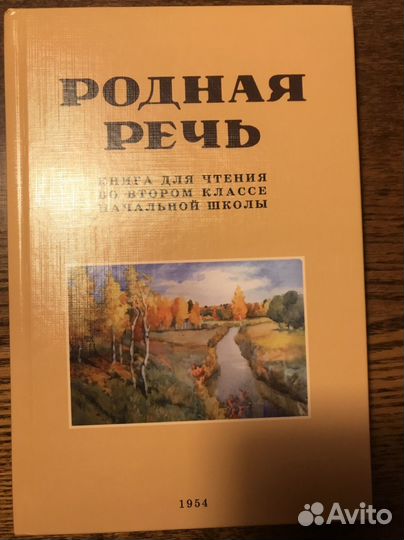 РОДНАЯ
РЕЧЬ
КНИГА ДЛЯ ЧТЕНИЯ
ВО ВТОРОМ КЛАССЕ
НАЧАЛЬНОЙ ШКОЛЫ
1954
Avito